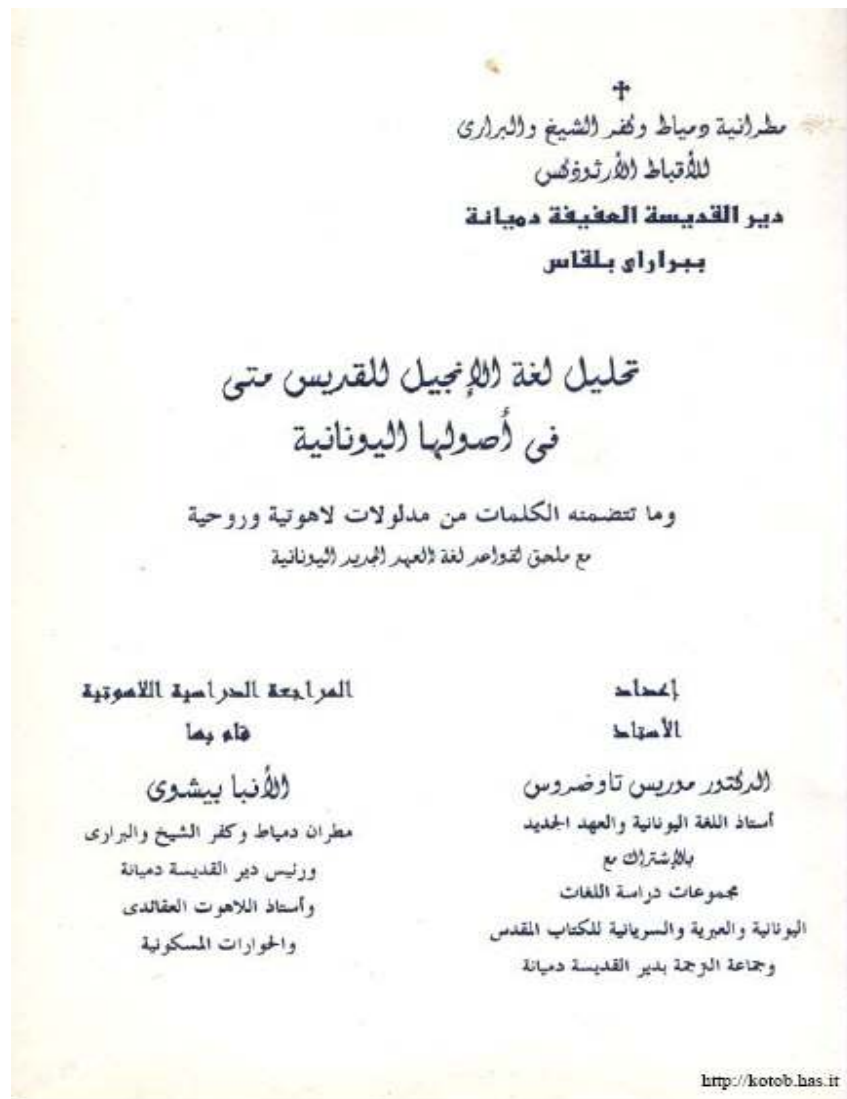 مطرانية دمياط وكفر الشيخ والبرارى
للأقباط الأرثوذكس
دير القديسة العفيفة دميانة
ببراراى بلقاس
تحليل لغة الإنجيل للقديس متى
فى أصولها اليونانية
وما تتضمنه الكلمات من مدلولات لاهوتية وروحية
مع ملحق لقواعد لغة العهد الجديد اليونانية
إعداد
الأستاذ
الدكتور موريس تاوضروس
أستاذ اللغة اليونانية والعهد الجديد
بالإشتراك مع
مجموعات دراسة اللغات
اليونانية والعبرية والسريانية للكتاب المقدس
وجماعة الترجمة بدير القديسة دميانة
المراجعة الدراسية اللاهوتية
قام بها
الأنبا بيشوى
مطران دمياط وكفر الشيخ والبرارى
ورئيس دير القديسة دميانة
وأستاذ اللاهوت العقائدى
والحوارات المسكونية
http://kotob.has.it